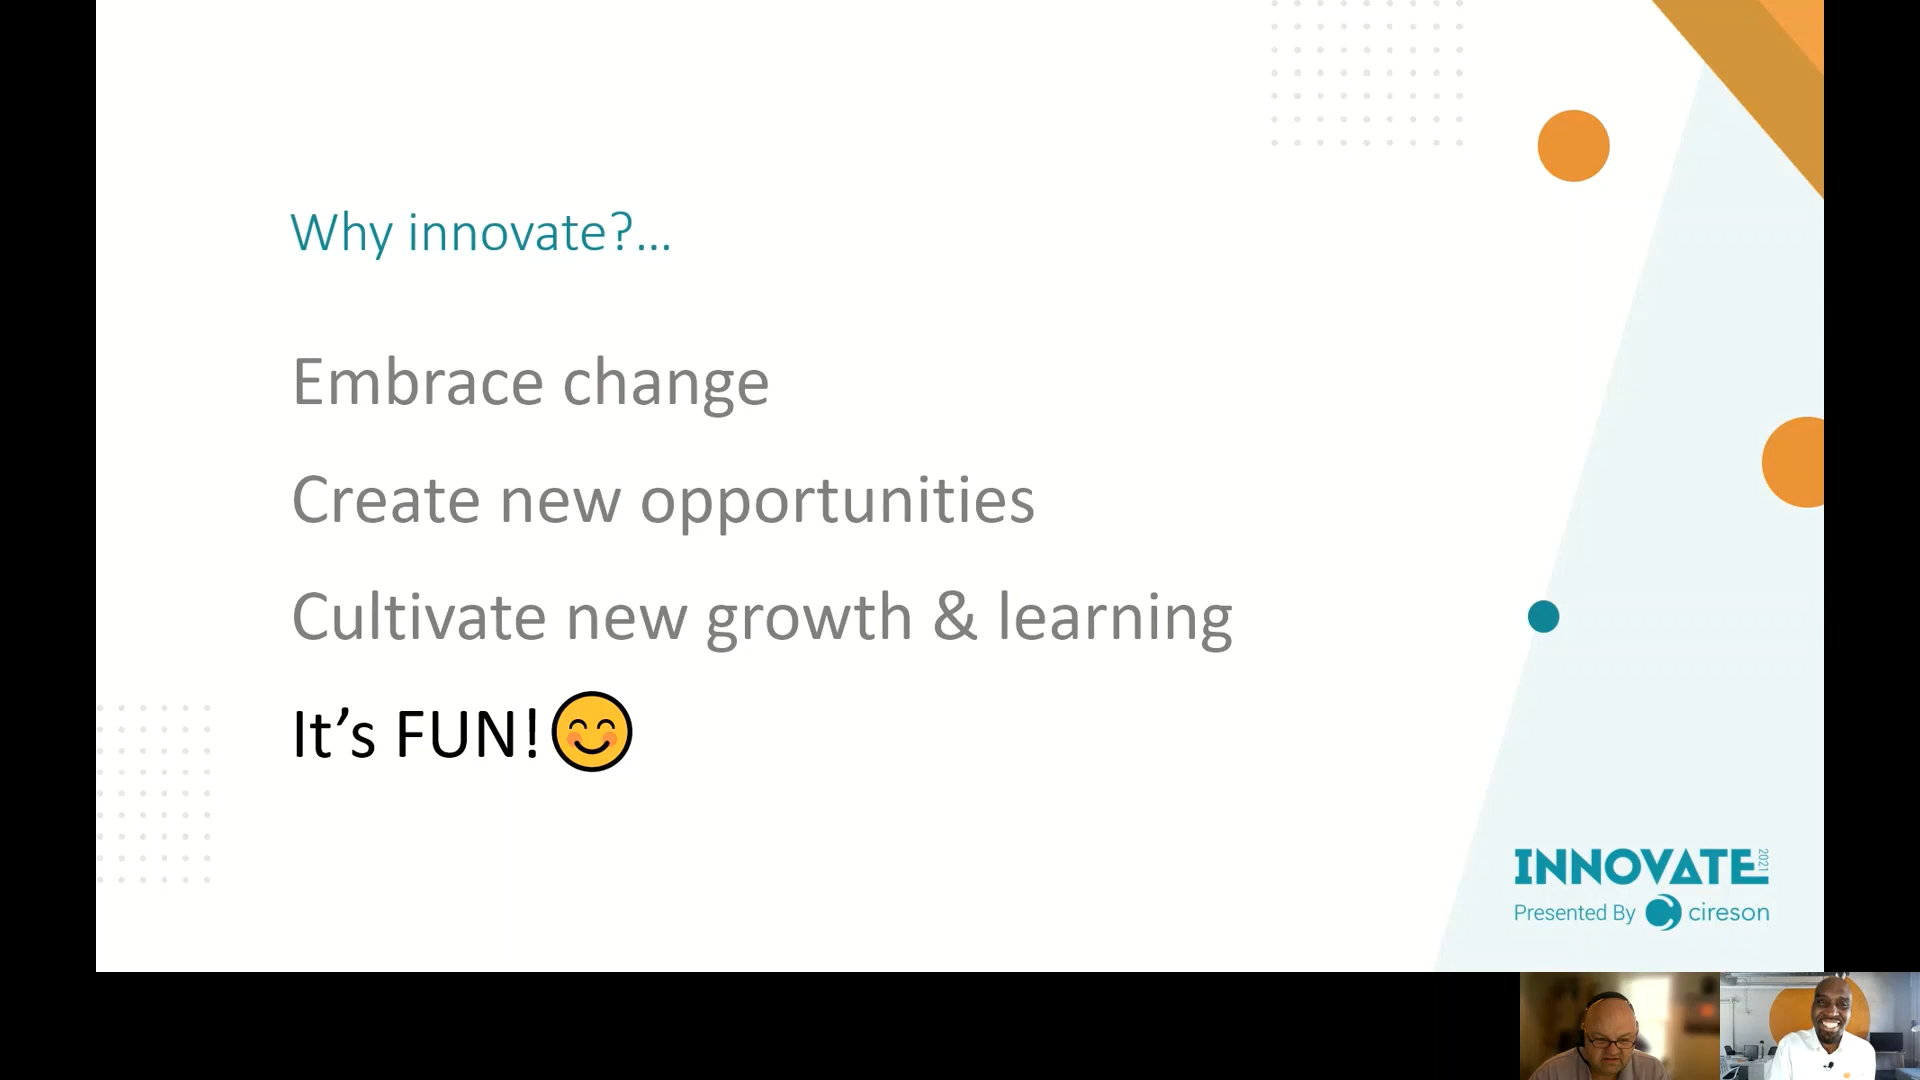 Why innovate?...
Embrace change
Create new opportunities
Cultivate new growth & learning
It’s FUN!
INNOVATE 2021
Presented By cireson